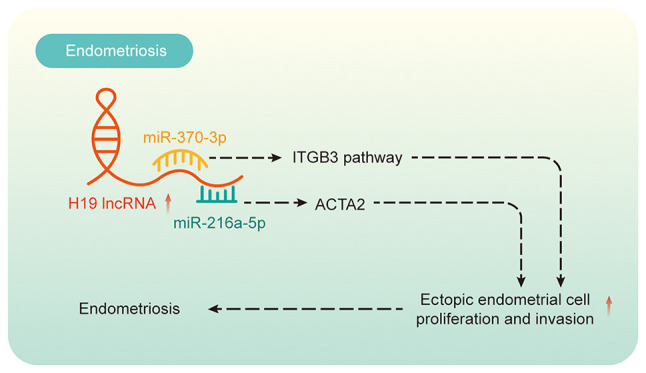 Endometriosis
miR-370-3p
ITGB3 pathway
H19 lncRNA
ACTA2
miR-216a-5p
Endometriosis
Ectopic endometrial cell
proliferation and invasion